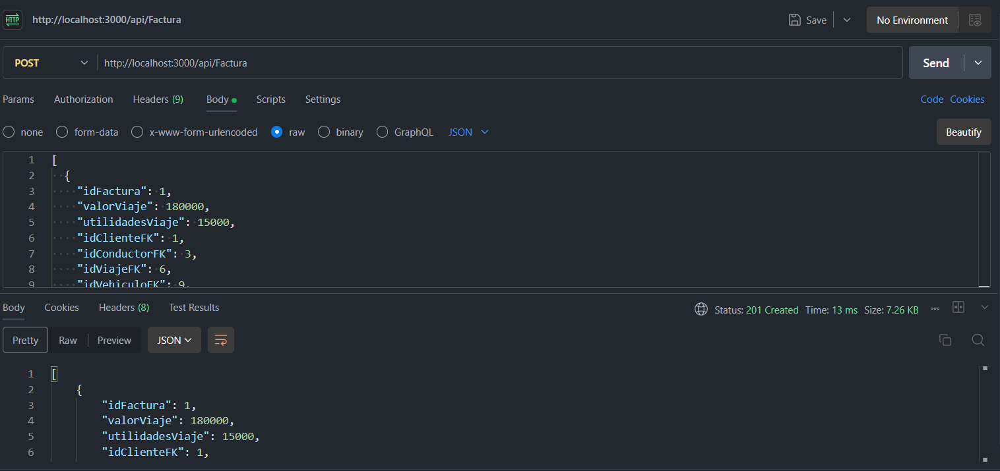 HTTP http://localhost:3000/api/Factura Save No Environment
POST http://localhost:3000/api/Factura Send
Params Authorization Headers (9) Body Scripts Settings Code Cookies
none form-data x-www-form-urlencoded raw binary GraphQL JSON Beautify
1 [
2 {
3 "idFactura": 1,
4 "valorViaje": 180000,
5 "utilidadesViaje": 15000,
6 "idClienteFK": 1,
7 "idConductorFK": 3,
8 "idViajeFK": 6,
9 "idVehiculoFK": 9,
Body Cookies Headers (8) Test Results Status: 201 Created Time: 13 ms Size: 7.26 KB
Pretty Raw Preview JSON
1 [
2 {
3 "idFactura": 1,
4 "valorViaje": 180000,
5 "utilidadesViaje": 15000,
6 "idClienteFK": 1,